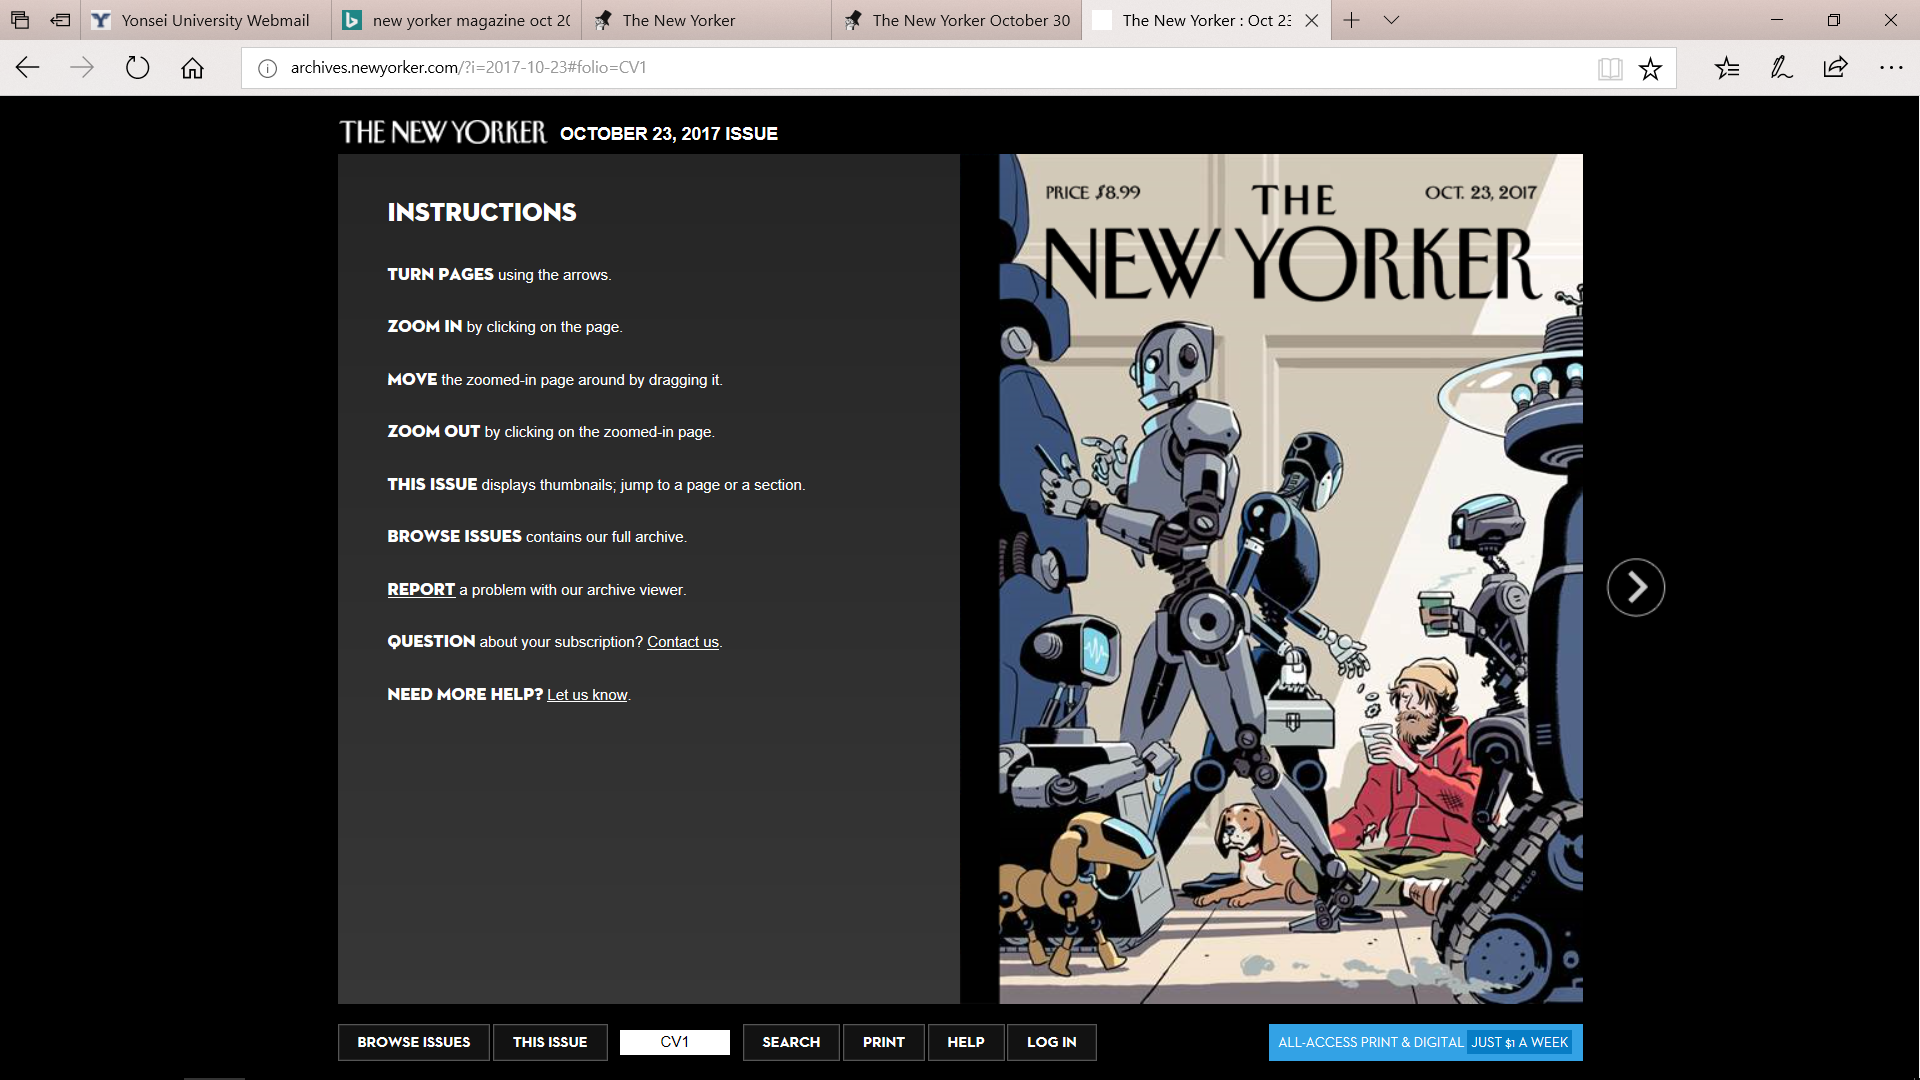 Yonsei University Webmail
new yorker magazine oct 20
The New Yorker
The New Yorker October 30
The New Yorker : Oct 23
archives.newyorker.com/?i=2017-10-23#folio=CV1
THE NEW YORKER OCTOBER 23, 2017 ISSUE
INSTRUCTIONS
TURN PAGES using the arrows.
ZOOM IN by clicking on the page.
MOVE the zoomed-in page around by dragging it.
ZOOM OUT by clicking on the zoomed-in page.
THIS ISSUE displays thumbnails; jump to a page or a section.
BROWSE ISSUES contains our full archive.
REPORT a problem with our archive viewer.
QUESTION about your subscription? Contact us.
NEED MORE HELP? Let us know.
PRICE $8.99
THE
OCT. 23, 2017
NEW YORKER
KIKUO
BROWSE ISSUES
THIS ISSUE
CV1
SEARCH
PRINT
HELP
LOG IN
ALL-ACCESS PRINT & DIGITAL JUST $1 A WEEK